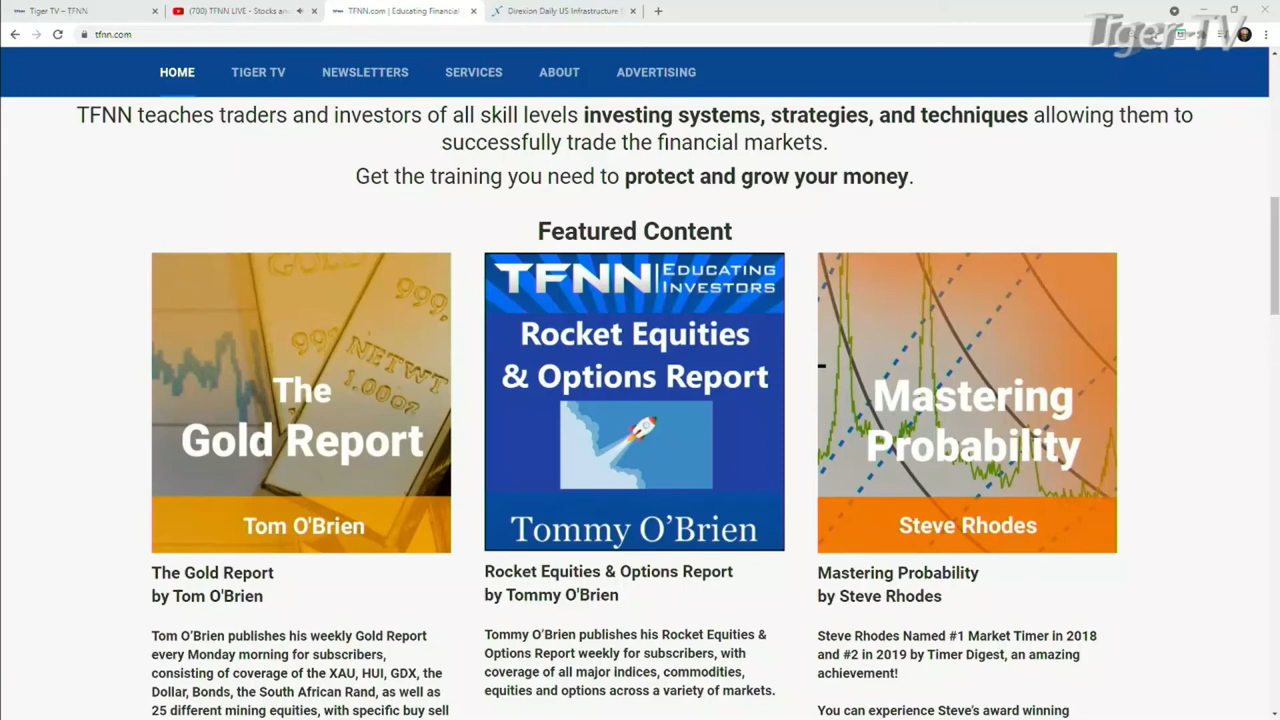 Tiger TV – TFNN
(700) TFNN LIVE - Stocks and
TFNN.com | Educating Financial
Direxion Daily US Infrastructure
tfnn.com
Tiger TV
HOME
TIGER TV
NEWSLETTERS
SERVICES
ABOUT
ADVERTISING
TFNN teaches traders and investors of all skill levels investing systems, strategies, and techniques allowing them to
successfully trade the financial markets.
Get the training you need to protect and grow your money.
Featured Content
GOLD
999,
999
NETWT
1.000z
The
Gold Report
Tom O'Brien
TFNN | EDUCATING
INVESTORS
Rocket Equities
& Options Report
Tommy O'Brien
Mastering
Probability
Steve Rhodes
The Gold Report
by Tom O'Brien
Tom O'Brien publishes his weekly Gold Report
every Monday morning for subscribers,
consisting of coverage of the XAU, HUI, GDX, the
Dollar, Bonds, the South African Rand, as well as
25 different mining equities, with specific buy sell
Rocket Equities & Options Report
by Tommy O'Brien
Tommy O'Brien publishes his Rocket Equities &
Options Report weekly for subscribers, with
coverage of all major indices, commodities,
equities and options across a variety of markets.
Mastering Probability
by Steve Rhodes
Steve Rhodes Named #1 Market Timer in 2018
and #2 in 2019 by Timer Digest, an amazing
achievement!
You can experience Steve's award winning